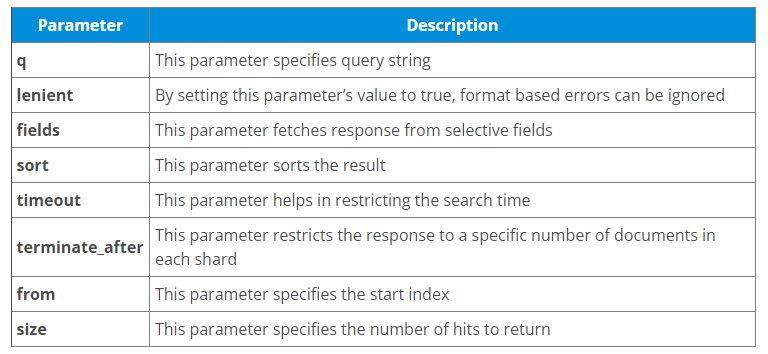 Parameter Description
q This parameter specifies query string
lenient By setting this parameter’s value to true, format based errors can be ignored
fields This parameter fetches response from selective fields
sort This parameter sorts the result
timeout This parameter helps in restricting the search time
terminate_after This parameter restricts the response to a specific number of documents in
each shard
from This parameter specifies the start index
size This parameter specifies the number of hits to return